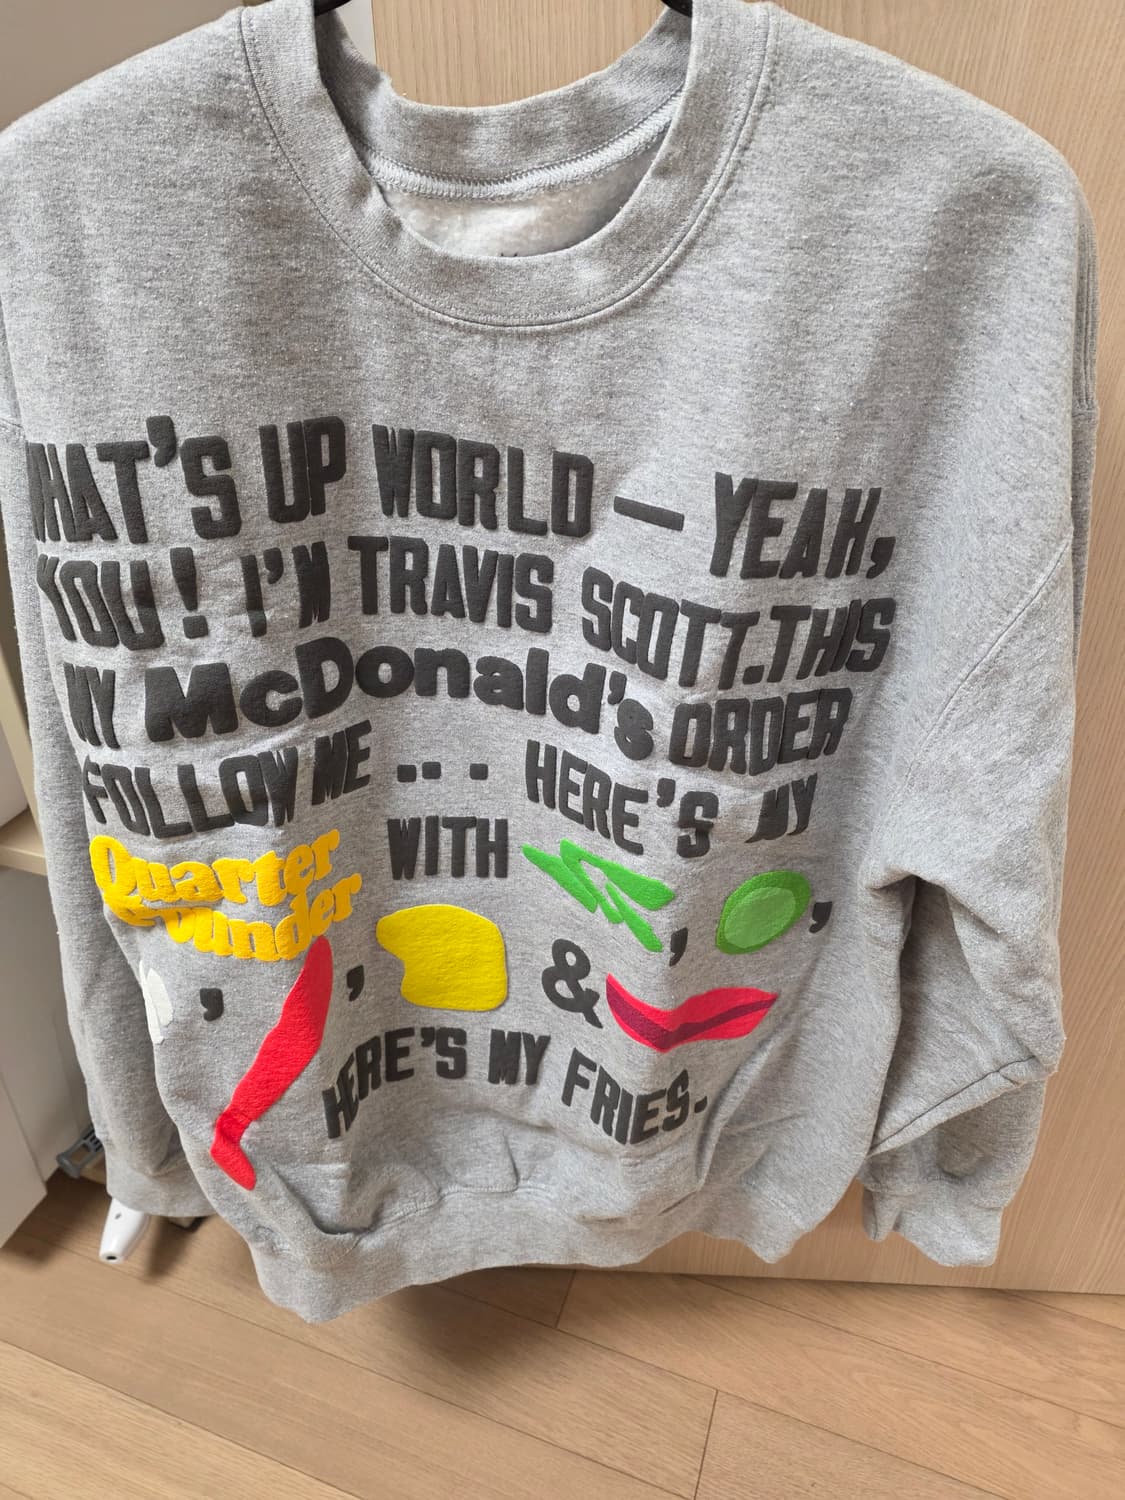 WHAT'S UP WORLD — YEAH,
YOU! I'M TRAVIS SCOTT. THIS
MY McDonald's ORDER
FOLLOW ME .. . . HERE'S MY
Quarter WITH , ,
Pounder
, , &
HERE'S MY FRIES.